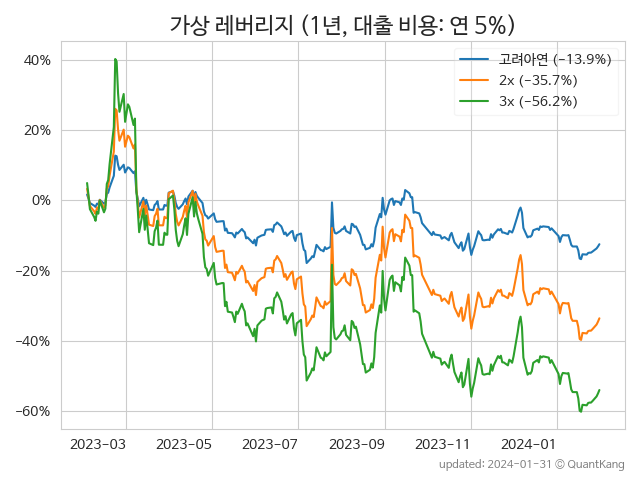 가상 레버리지 (1년, 대출 비용: 연 5%)
고려아연 (−13.9%)
2x (−35.7%)
3x (−56.2%)
40%
20%
0%
−20%
−40%
−60%
2023-03 2023-05 2023-07 2023-09 2023-11 2024-01
updated: 2024-01-31 © QuantKang